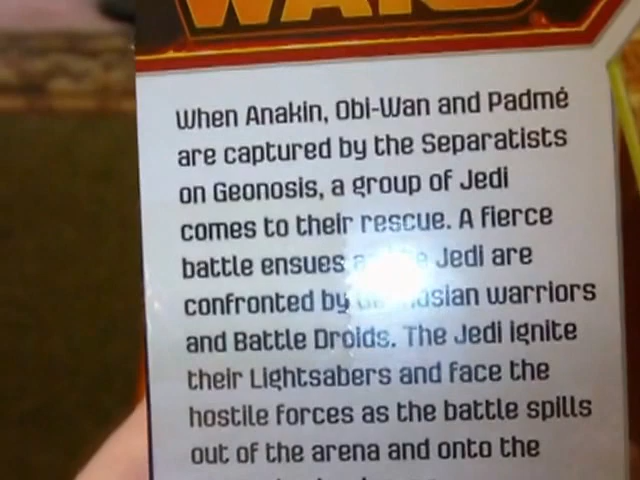 WARS
When Anakin, Obi-Wan and Padmé
are captured by the Separatists
on Geonosis, a group of Jedi
comes to their rescue. A fierce
battle ensues Jedi are
confronted by warriors
and Battle Droids. The Jedi ignite
their Lightsabers and face the
hostile forces as the battle spills
out of the arena and onto the